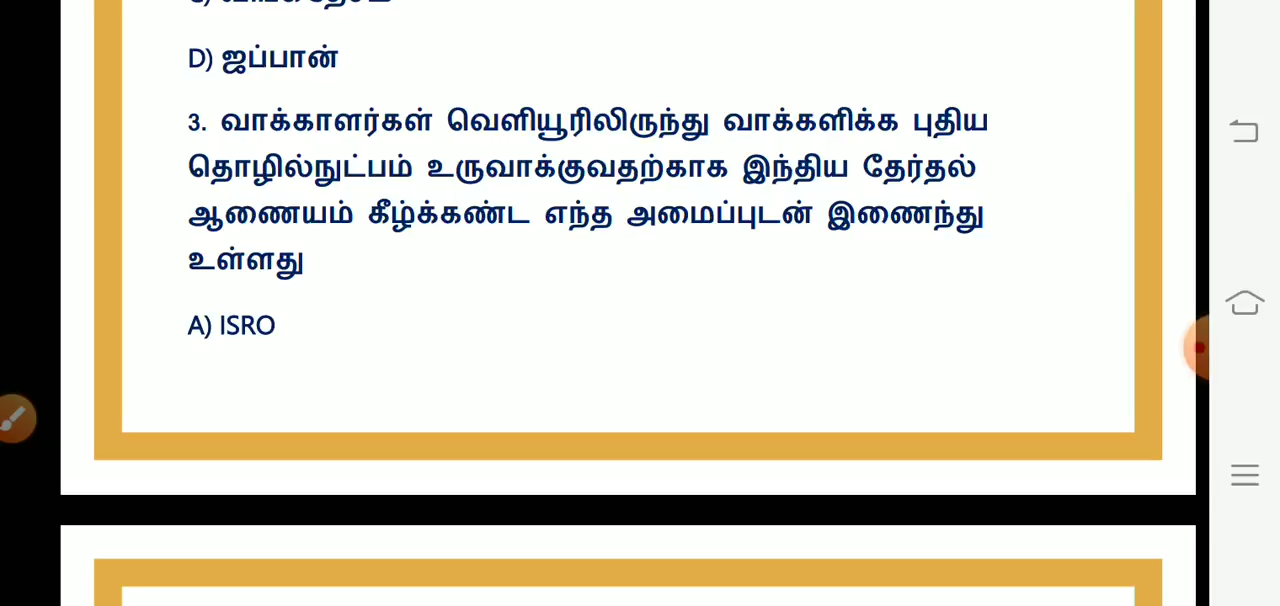 D) ஜப்பான்
3. வாக்காளர்கள் வெளியூரிலிருந்து வாக்களிக்க புதிய
தொழில்நுட்பம் உருவாக்குவதற்காக இந்திய தேர்தல்
ஆணையம் கீழ்க்கண்ட எந்த அமைப்புடன் இணைந்து
உள்ளது
A) ISRO